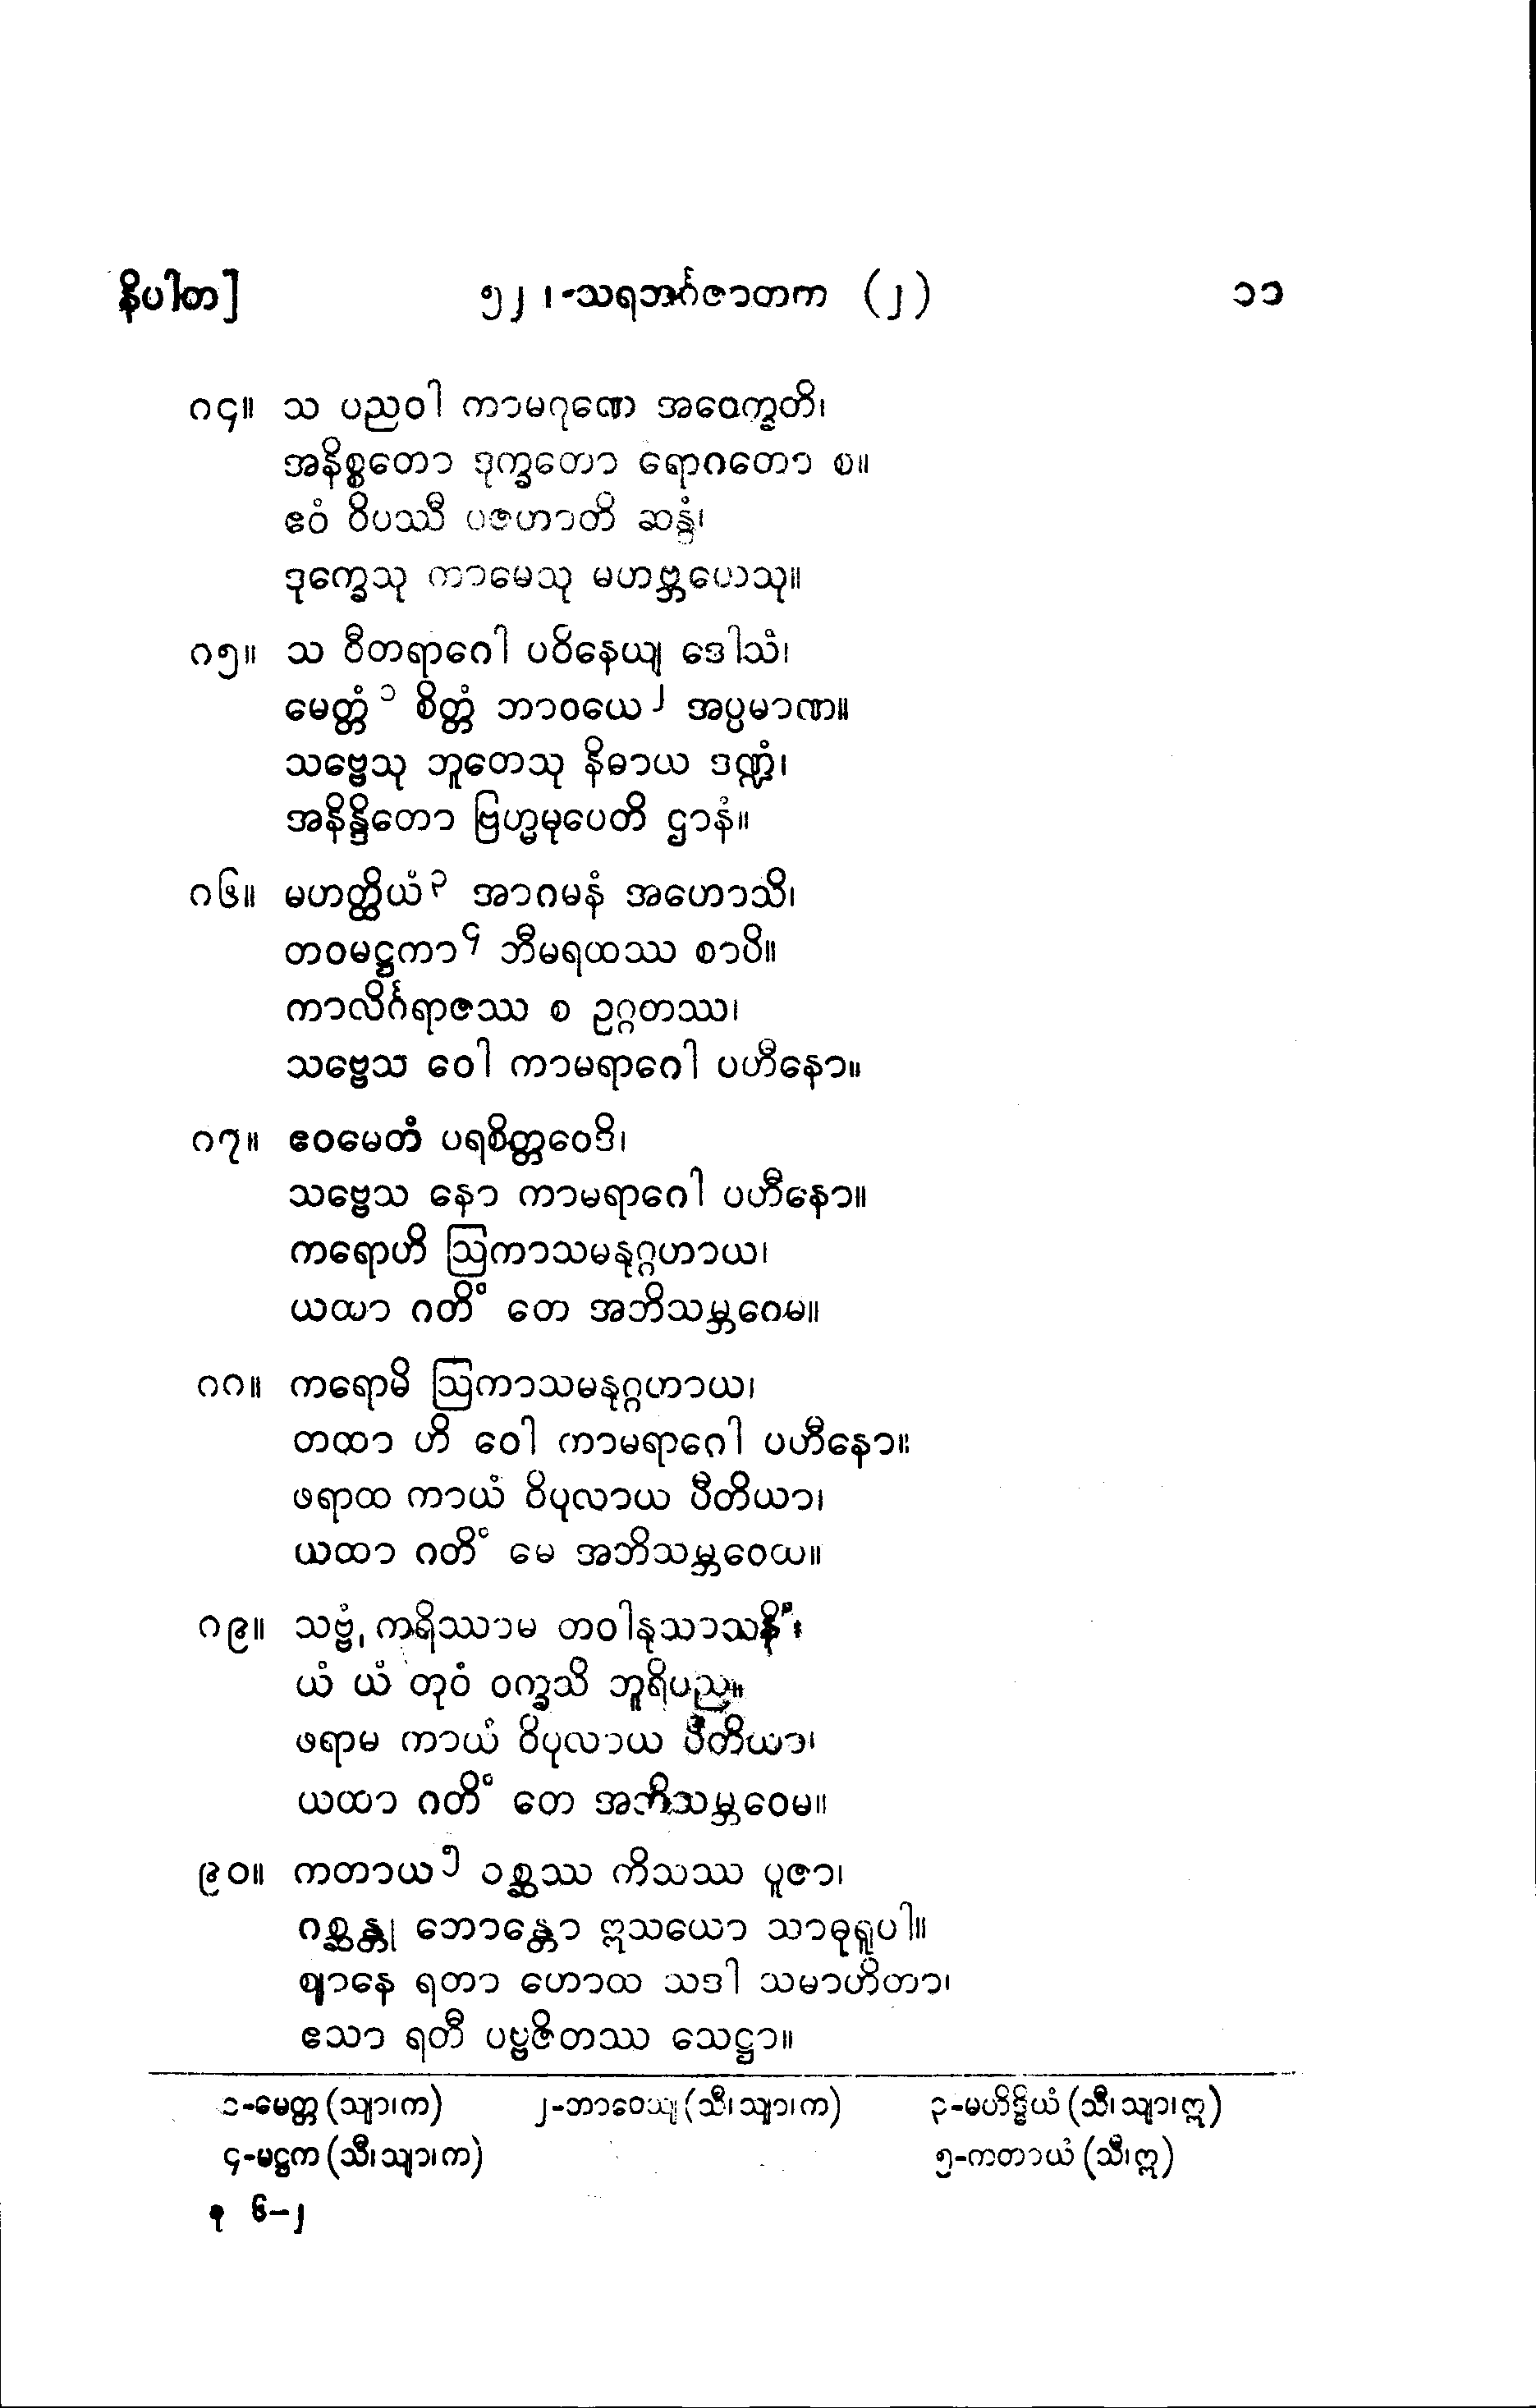 နိပါတ] ၅၂၂-သရဘင်္ဂဇာတက (၂) ၁၁
၈၄။ သ ပညဝါ ကာမဂုဏေ အဝေက္ခတိ၊
အနိစ္စတော ဒုက္ခတော ရောဂတော စ။
ဧဝံ ဝိပဿီ ပဇဟာတိ ဆန္ဒံ၊
ဒုက္ခေသု ကာမေသု မဟဗ္ဘယေသု။
၈၅။ သ ဝီတရာဂေါ ပဝိနေယျ ဒေါသံ၊
မေတ္တံ ၁ စိတ္တံ ဘာဝယေ ၂ အပ္ပမာဏ။
သဗ္ဗေသု ဘူတေသု နိဓာယ ဒဏ္ဍံ၊
အနိန္ဒိတော ဗြဟ္မမုပေတိ ဌာနံ။
၈၆။ မဟတ္ထိယံ ၃ အာဂမနံ အဟောသိ၊
တဝမဋ္ဌကာ ၄ ဘီမရထဿ စာပိ။
ကာလိင်္ဂရာဇဿ စ ဥဂ္ဂတဿ၊
သဗ္ဗေသ ဝေါ ကာမရာဂေါ ပဟီနော။
၈၇။ ဧဝမေတံ ပရစိတ္တဝေဒိ၊
သဗ္ဗေသ နော ကာမရာဂေါ ပဟီနော။
ကရောဟိ ဩကာသမနုဂ္ဂဟာယ၊
ယထာ ဂတိံ တေ အဘိသမ္ဘဝေမ။
၈၈။ ကရောမိ ဩကာသမနုဂ္ဂဟာယ၊
တထာ ဟိ ဝေါ ကာမရာဂေါ ပဟီနော။
ဖရာထ ကာယံ ဝိပုလာယ ပီတိယာ၊
ယထာ ဂတိံ မေ အဘိသမ္ဘဝေထ။
၈၉။ သဗ္ဗံ, ကရိဿာမ တဝါနုသာသနိံ၊
ယံ ယံ တုဝံ ဝက္ခသိ ဘူရိပည။
ဖရာမ ကာယံ ဝိပုလာယ ပီတိယာ၊
ယထာ ဂတိံ တေ အဘိသမ္ဘဝေမ။
၉၀။ ကတာယ ၅ ဝစ္ဆဿ ကိသဿ ပူဇာ၊
ဂစ္ဆန္တု ဘောန္တော ဣသယော သာဓုရူပါ။
ဈာနေ ရတာ ဟောထ သဒါ သမာဟိတာ၊
ဧသာ ရတီ ပဗ္ဗဇိတဿ သေဋ္ဌာ။
၁-မေတ္တ (သျာ၊က) ၂-ဘာဝေယျ (သီ၊သျာ၊က) ၃-မဟိဒ္ဓိယံ (သီ၊သျာ၊ဣ)
၄-မဋ္ဌက (သီ၊သျာ၊က) ၅-ကတာယံ (သီ၊ဣ)
ခု ၆-၂